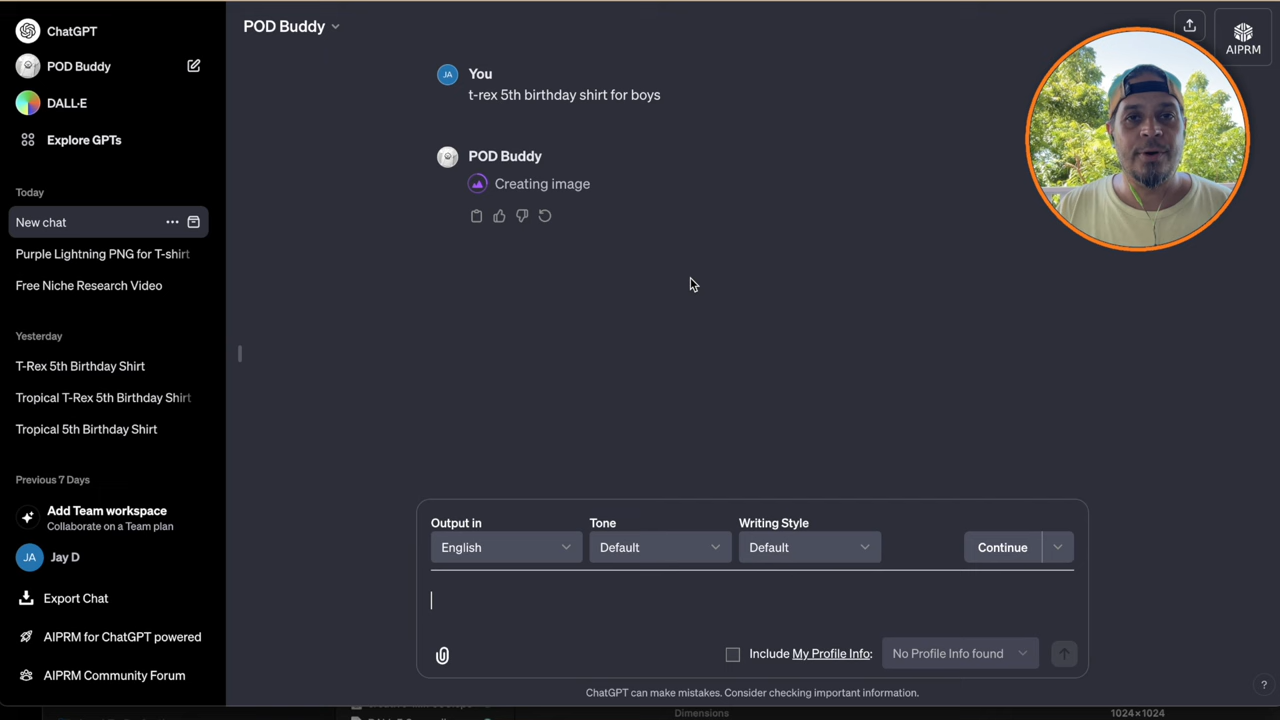 ChatGPT
POD Buddy
DALL·E
Explore GPTs
Today
New chat
Purple Lightning PNG for T-shirt
Free Niche Research Video
Yesterday
T-Rex 5th Birthday Shirt
Tropical T-Rex 5th Birthday Shirt
Tropical 5th Birthday Shirt
Previous 7 Days
Add Team workspace
Collaborate on a Team plan
JA Jay D
Export Chat
AIPRM for ChatGPT powered
AIPRM Community Forum
POD Buddy
AIPRM
JA You
t-rex 5th birthday shirt for boys
POD Buddy
Creating image
Output in Tone Writing Style
English Default Default Continue
Include My Profile Info: No Profile Info found
ChatGPT can make mistakes. Consider checking important information.
?
Dimensions 1024×1024